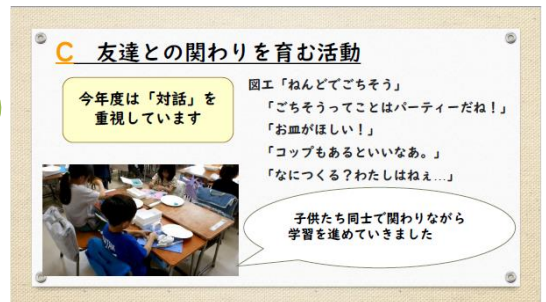 C 友達との関わりを育む活動
今年度は「対話」を
重視しています
図工「ねんどでごちそう」
「ごちそうってことはパーティーだね！」
「お皿がほしい！」
「コップもあるといいなあ。」
「なにつくる？わたしはねぇ…」
子供たち同士で関わりながら
学習を進めていきました